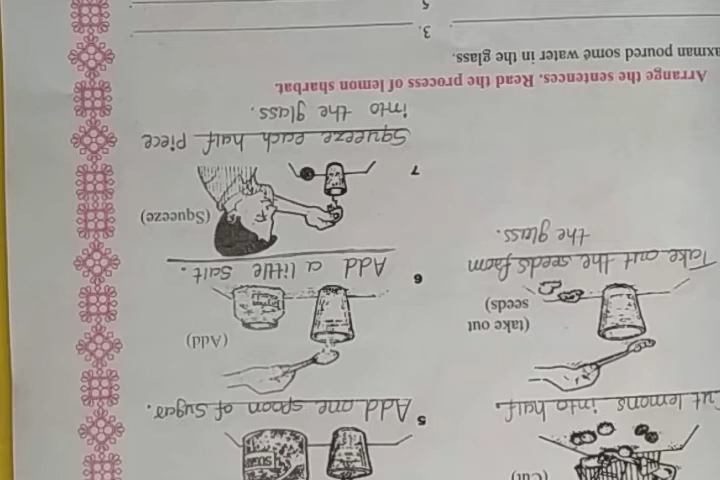 (Cut)
SUGAR
Cut lemons into half.
5 Add one spoon of Sugar.
(take out
seeds)
Take out the seeds from
the glass.
(Add)
6 Add a little Salt.
(Squeeze)
7
Squeeze each half piece
into the glass.
Arrange the sentences. Read the process of lemon sharbat.
axman poured some water in the glass.
3.
5